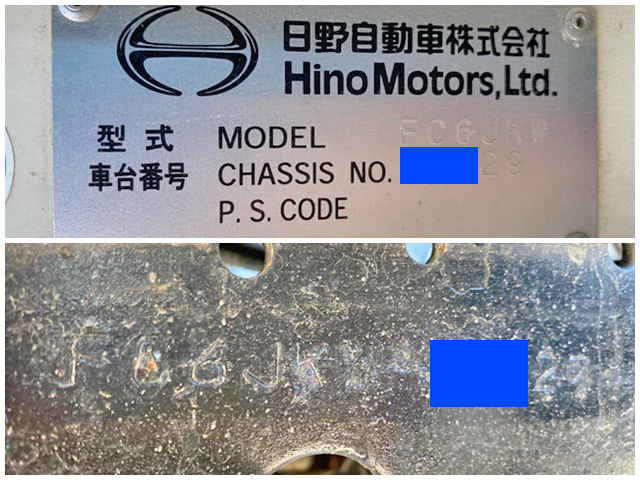 日野自動車株式会社
Hino Motors, Ltd.
型式 MODEL FC6JKW
車台番号 CHASSIS NO. 29
P. S. CODE
FC6JKW- 29